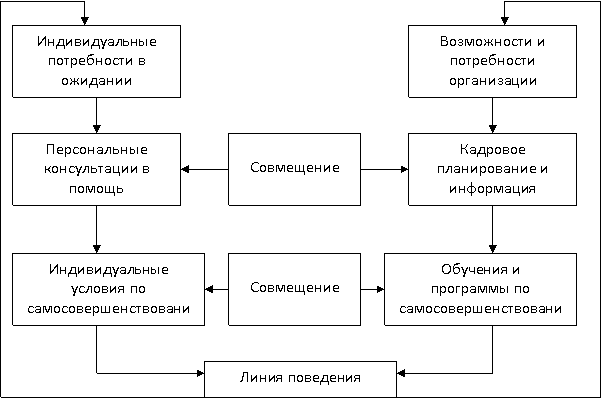 Индивидуальные
потребности в
ожидании
Возможности и
потребности
организации
Персональные
консультации в
помощь
Совмещение
Кадровое
планирование и
информация
Индивидуальные
условия по
самосовершенствовани
Совмещение
Обучения и
программы по
самосовершенствовани
Линия поведения